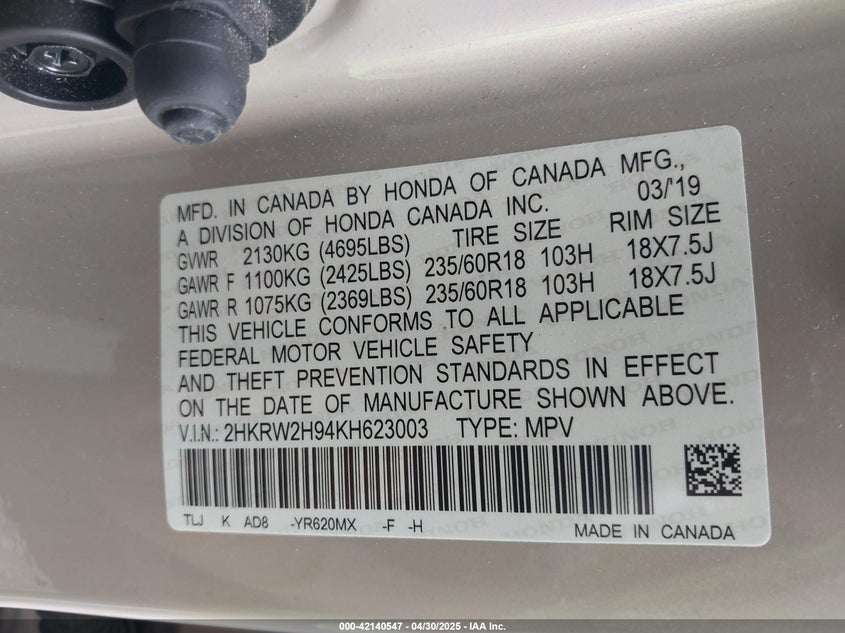 MFD. IN CANADA BY HONDA OF CANADA MFG.,
A DIVISION OF HONDA CANADA INC. 03/'19
GVWR 2130KG (4695LBS) TIRE SIZE RIM SIZE
GAWR F 1100KG (2425LBS) 235/60R18 103H 18X7.5J
GAWR R 1075KG (2369LBS) 235/60R18 103H 18X7.5J
THIS VEHICLE CONFORMS TO ALL APPLICABLE
FEDERAL MOTOR VEHICLE SAFETY
AND THEFT PREVENTION STANDARDS IN EFFECT
ON THE DATE OF MANUFACTURE SHOWN ABOVE.
V.I.N.: 2HKRW2H94KH623003 TYPE: MPV
TLJ K AD8 -YR620MX -F -H MADE IN CANADA
000-42140547 - 04/30/2025 - IAA Inc.